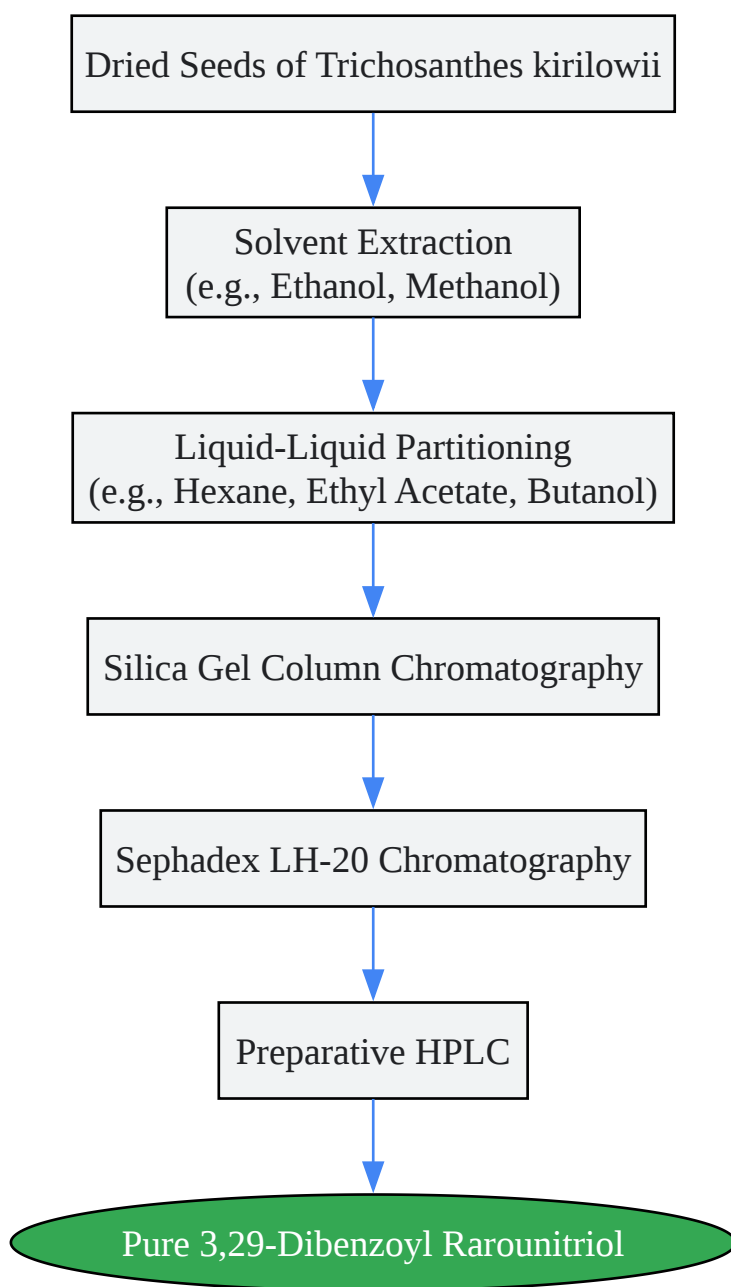 Dried Seeds of Trichosanthes kirilowii
Solvent Extraction
(e.g., Ethanol, Methanol)
Liquid-Liquid Partitioning
(e.g., Hexane, Ethyl Acetate, Butanol)
Silica Gel Column Chromatography
Sephadex LH-20 Chromatography
Preparative HPLC
Pure 3,29-Dibenzoyl Rarounitriol